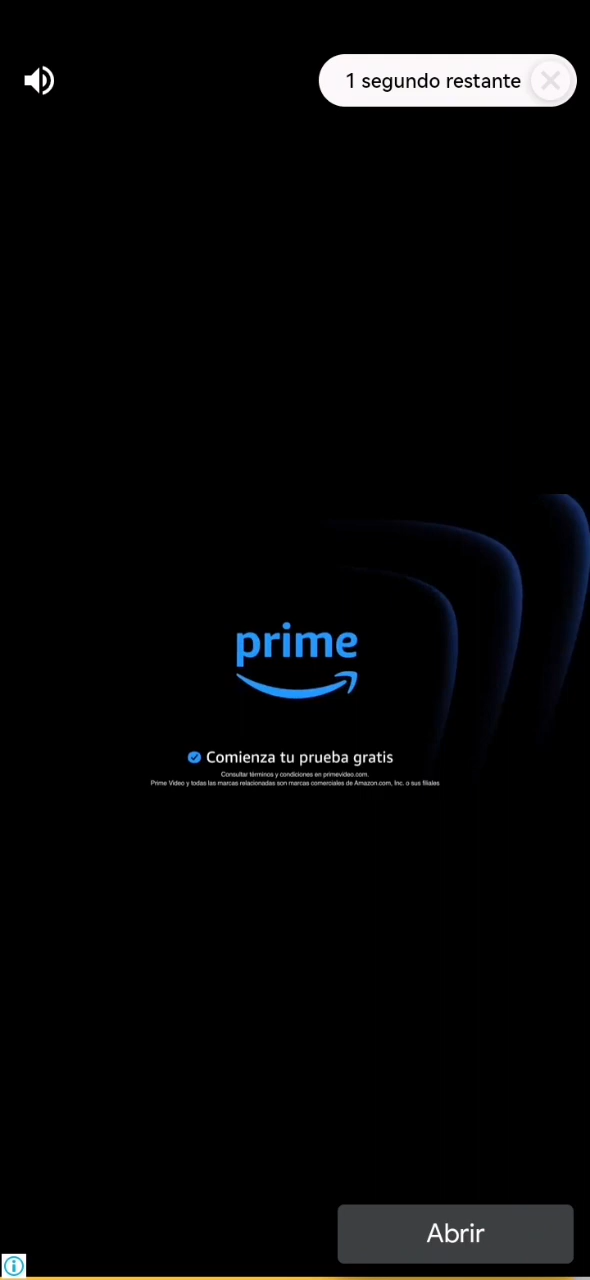 1 segundo restante
prime
Comienza tu prueba gratis
Consultar términos y condiciones en primevideo.com.
Prime Video y todas las marcas relacionadas son marcas comerciales de Amazon.com, Inc. o sus filiales
Abrir